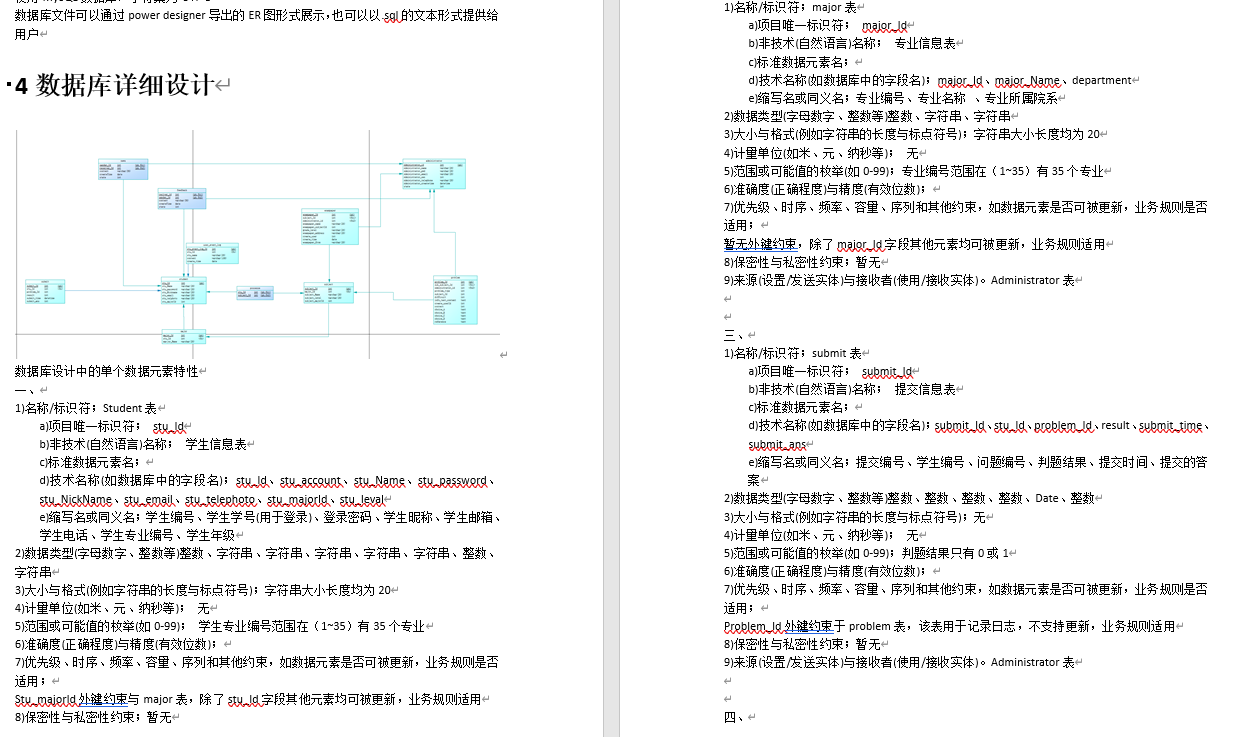 数据库文件可以通过 power designer 导出的 ER 图形式展示，也可以以.sql 的文本形式提供给
用户
4 数据库详细设计
数据库设计中的单个数据元素特性
一、
1)名称/标识符；Student 表
a)项目唯一标识符； stu_Id
b)非技术(自然语言)名称； 学生信息表
c)标准数据元素名；
d)技术名称(如数据库中的字段名)；stu_Id、stu_account、stu_Name、stu_password、
stu_NickName、stu_email、stu_telephoto、stu_majorId、stu_leval
e)缩写名或同义名；学生编号、学生学号(用于登录)、登录密码、学生昵称、学生邮箱、
学生电话、学生专业编号、学生年级
2)数据类型(字母数字、整数等)整数、字符串、字符串、字符串、字符串、字符串、整数、
字符串
3)大小与格式(例如字符串的长度与标点符号)；字符串大小长度均为 20
4)计量单位(如米、元、纳秒等)； 无
5)范围或可能值的枚举(如 0-99)； 学生专业编号范围在（1~35）有 35 个专业
6)准确度(正确程度)与精度(有效位数)；
7)优先级、时序、频率、容量、序列和其他约束，如数据元素是否可被更新，业务规则是否
适用；
Stu_majorId 外键约束与 major 表，除了 stu_Id 字段其他元素均可被更新，业务规则适用
8)保密性与私密性约束；暂无
1)名称/标识符；major 表
a)项目唯一标识符； major_Id
b)非技术(自然语言)名称； 专业信息表
c)标准数据元素名；
d)技术名称(如数据库中的字段名)；major_Id、major_Name、department
e)缩写名或同义名；专业编号、专业名称 、专业所属院系
2)数据类型(字母数字、整数等)整数、字符串、字符串
3)大小与格式(例如字符串的长度与标点符号)；字符串大小长度均为 20
4)计量单位(如米、元、纳秒等)； 无
5)范围或可能值的枚举(如 0-99)；专业编号范围在（1~35）有 35 个专业
6)准确度(正确程度)与精度(有效位数)；
7)优先级、时序、频率、容量、序列和其他约束，如数据元素是否可被更新，业务规则是否
适用；
暂无外键约束，除了 major_Id 字段其他元素均可被更新，业务规则适用
8)保密性与私密性约束；暂无
9)来源(设置/发送实体)与接收者(使用/接收实体)。Administrator 表
三、
1)名称/标识符；submit 表
a)项目唯一标识符； submit_Id
b)非技术(自然语言)名称； 提交信息表
c)标准数据元素名；
d)技术名称(如数据库中的字段名)；submit_Id、stu_Id、problem_Id、result、submit_time、
submit_ans
e)缩写名或同义名；提交编号、学生编号、问题编号、判题结果、提交时间、提交的答
案
2)数据类型(字母数字、整数等)整数、整数、整数、整数、Date、整数
3)大小与格式(例如字符串的长度与标点符号)；无
4)计量单位(如米、元、纳秒等)； 无
5)范围或可能值的枚举(如 0-99)；判题结果只有 0 或 1
6)准确度(正确程度)与精度(有效位数)；
7)优先级、时序、频率、容量、序列和其他约束，如数据元素是否可被更新，业务规则是否
适用；
Problem_Id 外键约束于 problem 表，该表用于记录日志，不支持更新，业务规则适用
8)保密性与私密性约束；暂无
9)来源(设置/发送实体)与接收者(使用/接收实体)。Administrator 表
四、